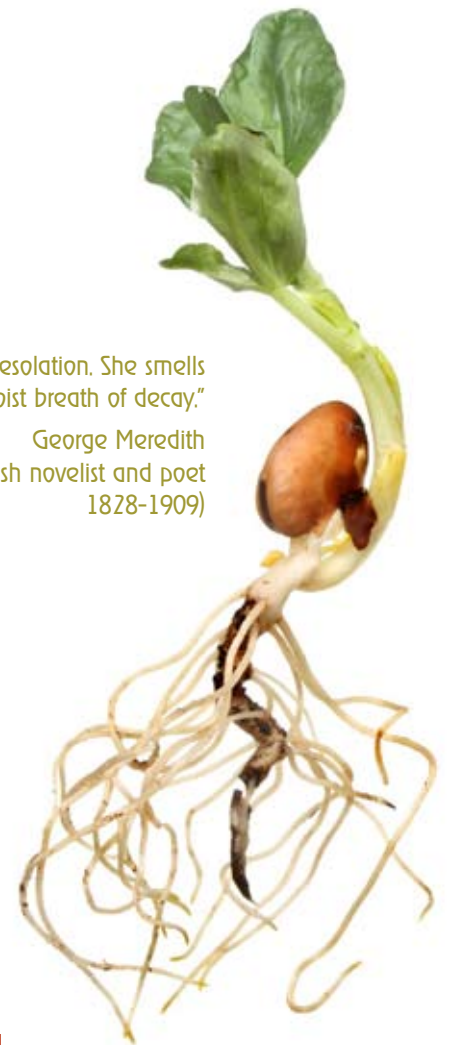 esolation. She smells
oist breath of decay."
George Meredith
sh novelist and poet
1828-1909)